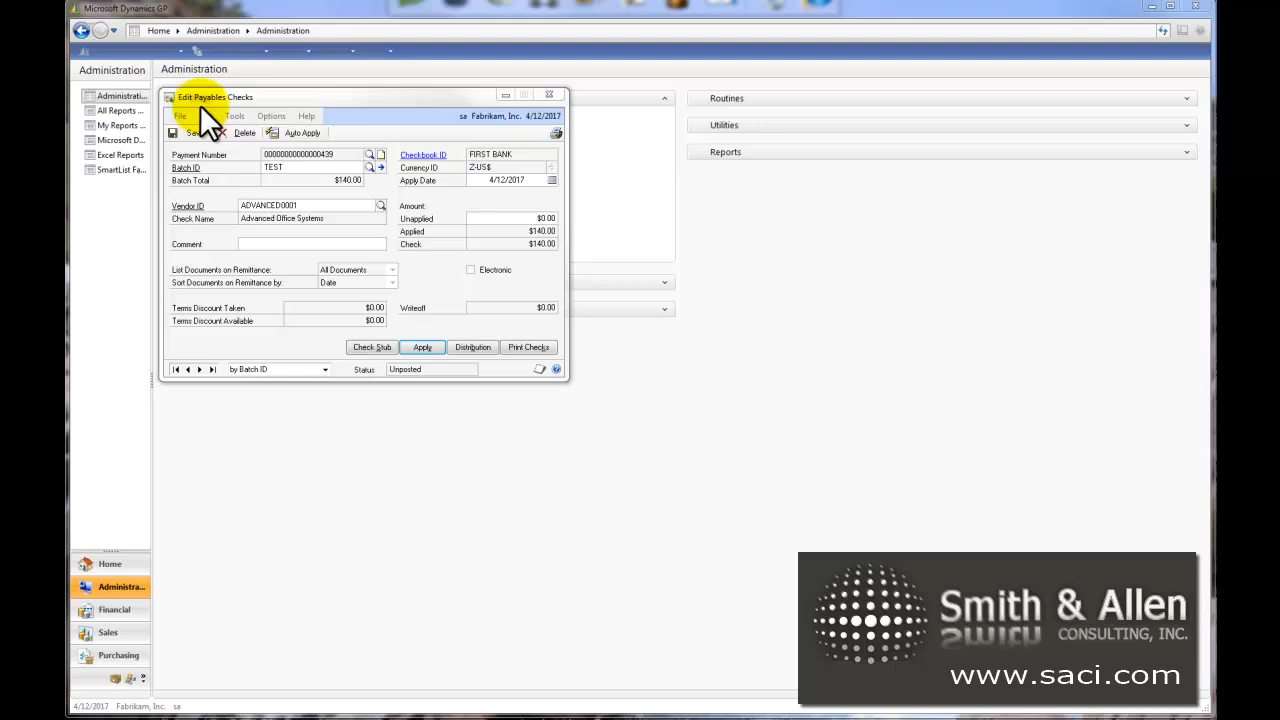 Microsoft Dynamics GP
Home Administration Administration
Administration
Administration
Administrati...
All Reports ...
My Reports ...
Microsoft D...
Excel Reports
SmartList Fa...
Edit Payables Checks
File Tools Options Help sa Fabrikam, Inc. 4/12/2017
Delete Auto Apply
Payment Number 00000000000000439 Checkbook ID FIRST BANK
Batch ID TEST Currency ID Z-US$
Batch Total $140.00 Apply Date 4/12/2017
Vendor ID ADVANCED0001 Amount:
Check Name Advanced Office Systems Unapplied $0.00
Applied $140.00
Comment Check $140.00
List Documents on Remittance: All Documents Electronic
Sort Documents on Remittance by: Date
Terms Discount Taken $0.00 Writeoff $0.00
Terms Discount Available $0.00
Check Stub Apply Distribution Print Checks
by Batch ID Status Unposted
Routines
Utilities
Reports
Home
Administra...
Financial
Sales
Purchasing
4/12/2017 Fabrikam, Inc. sa
Smith & Allen
CONSULTING, INC.
www.saci.com